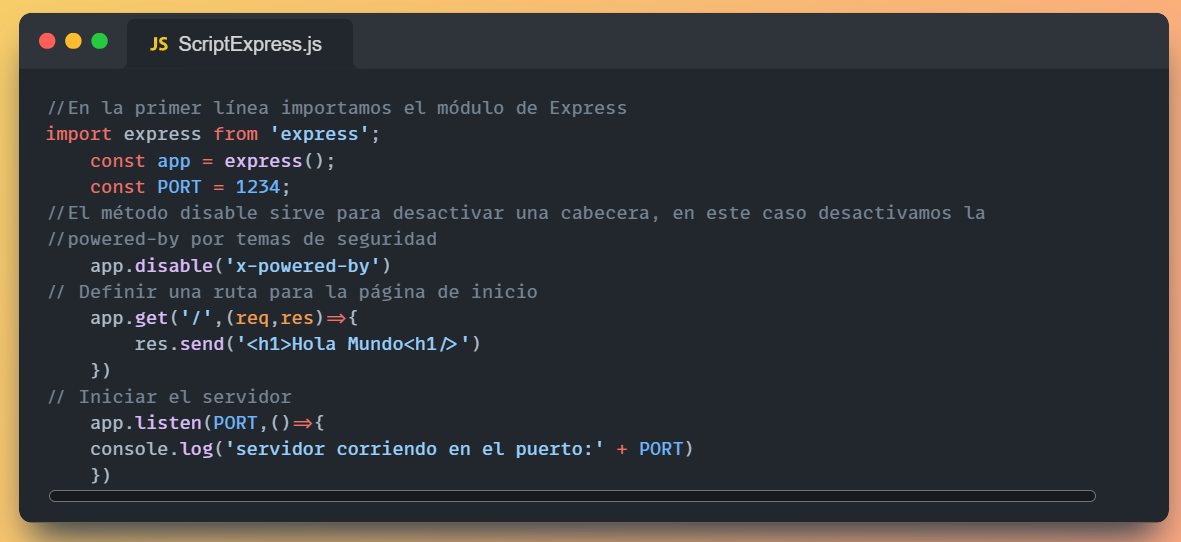 JS ScriptExpress.js
//En la primer línea importamos el módulo de Express
import express from 'express';
    const app = express();
    const PORT = 1234;
//El método disable sirve para desactivar una cabecera, en este caso desactivamos la
//powered-by por temas de seguridad
    app.disable('x-powered-by')
// Definir una ruta para la página de inicio
    app.get('/',(req,res)=>{
        res.send('<h1>Hola Mundo<h1/>')
    })
// Iniciar el servidor
    app.listen(PORT,()=>{
    console.log('servidor corriendo en el puerto:' + PORT)
    })